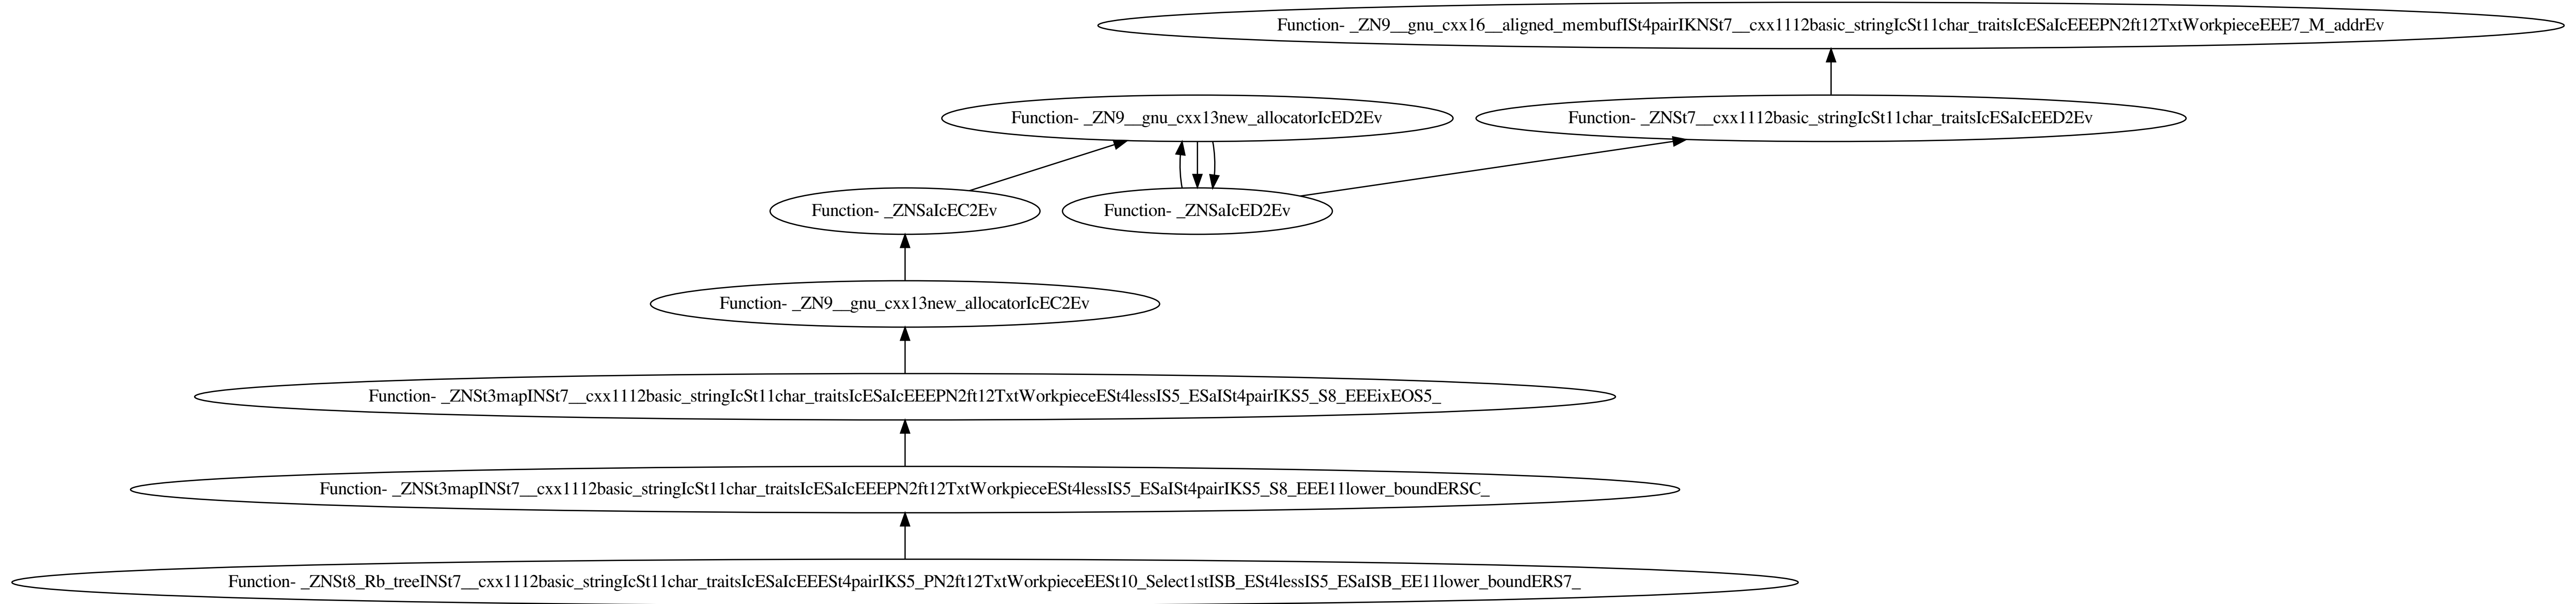 Function- _ZN9__gnu_cxx16__aligned_membufISt4pairIKNSt7__cxx1112basic_stringIcSt11char_traitsIcESaIcEEEPN2ft12TxtWorkpieceEEE7_M_addrEv
Function- _ZN9__gnu_cxx13new_allocatorIcED2Ev
Function- _ZNSt7__cxx1112basic_stringIcSt11char_traitsIcESaIcEED2Ev
Function- _ZNSaIcEC2Ev
Function- _ZNSaIcED2Ev
Function- _ZN9__gnu_cxx13new_allocatorIcEC2Ev
Function- _ZNSt3mapINSt7__cxx1112basic_stringIcSt11char_traitsIcESaIcEEEPN2ft12TxtWorkpieceESt4lessIS5_ESaISt4pairIKS5_S8_EEEixEOS5_
Function- _ZNSt3mapINSt7__cxx1112basic_stringIcSt11char_traitsIcESaIcEEEPN2ft12TxtWorkpieceESt4lessIS5_ESaISt4pairIKS5_S8_EEE11lower_boundERSC_
Function- _ZNSt8_Rb_treeINSt7__cxx1112basic_stringIcSt11char_traitsIcESaIcEEESt4pairIKS5_PN2ft12TxtWorkpieceEESt10_Select1stISB_ESt4lessIS5_ESaISB_EE11lower_boundERS7_